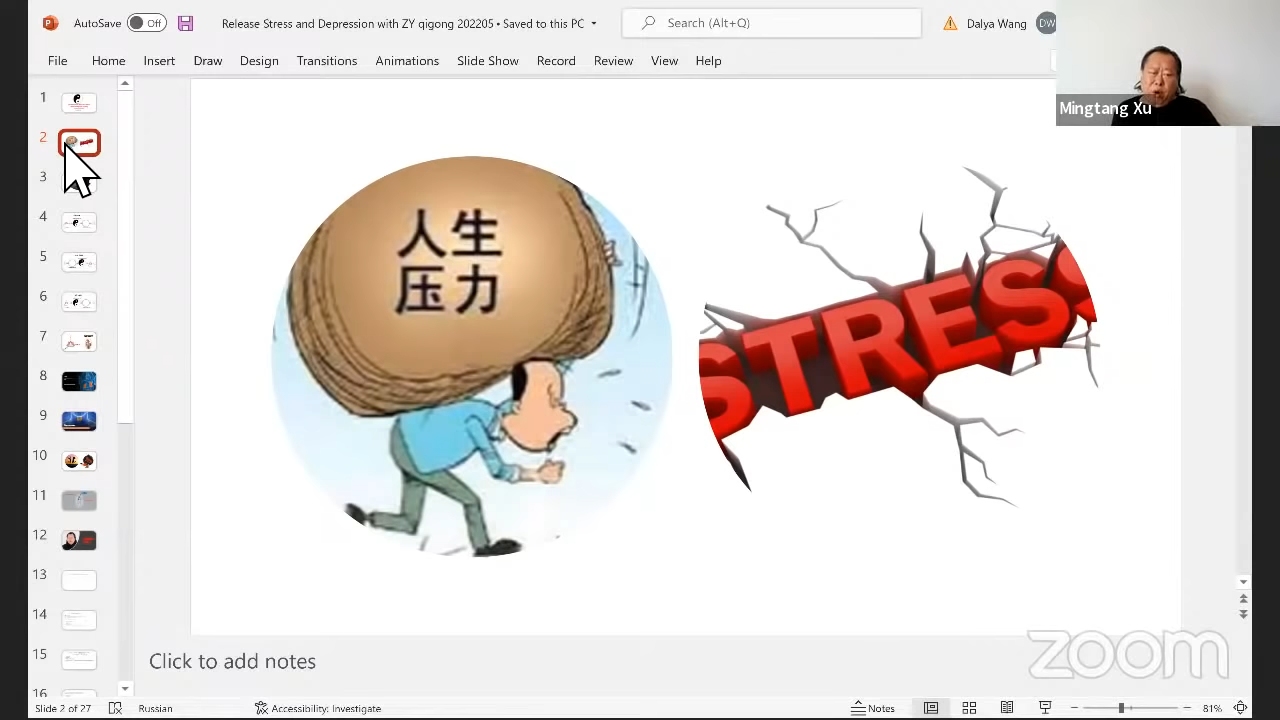 AutoSave Off Release Stress and Depression with ZY qigong 202205 • Saved to this PC Search (Alt+Q) Dalya Wang DW
File Home Insert Draw Design Transitions Animations Slide Show Record Review View Help
Mingtang Xu
1
2
3
4
5
6
7
8
9
10
11
12
13
14
15
16
人生
压力
STRESS
Click to add notes
zoom
Slide 2 of 27 Russian Accessibility: Investigate Notes 81%